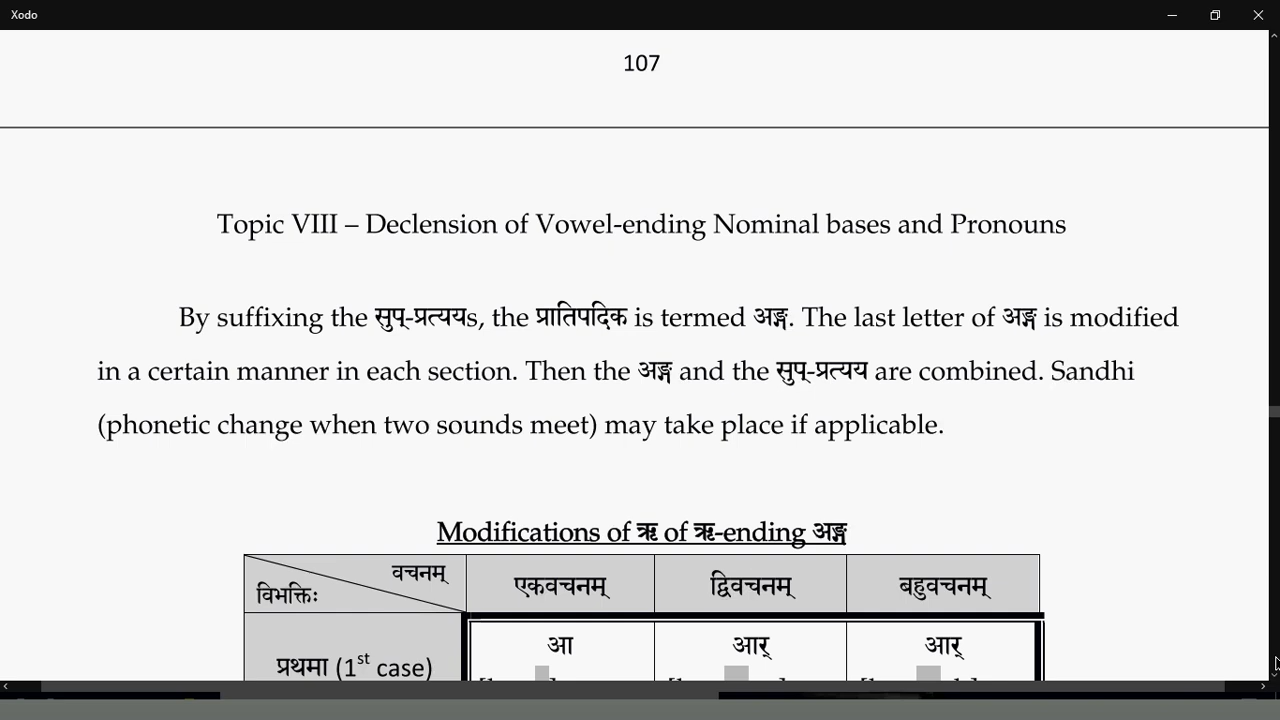 Xodo
107
Topic VIII – Declension of Vowel-ending Nominal bases and Pronouns
By suffixing the सुप्-प्रत्ययs, the प्रातिपदिक is termed अङ्ग. The last letter of अङ्ग is modified
in a certain manner in each section. Then the अङ्ग and the सुप्-प्रत्यय are combined. Sandhi
(phonetic change when two sounds meet) may take place if applicable.
Modifications of ऋ of ऋ-ending अङ्ग
वचनम्
विभक्तिः
एकवचनम् द्विवचनम् बहुवचनम्
आ आर् आर्
प्रथमा (1st case)